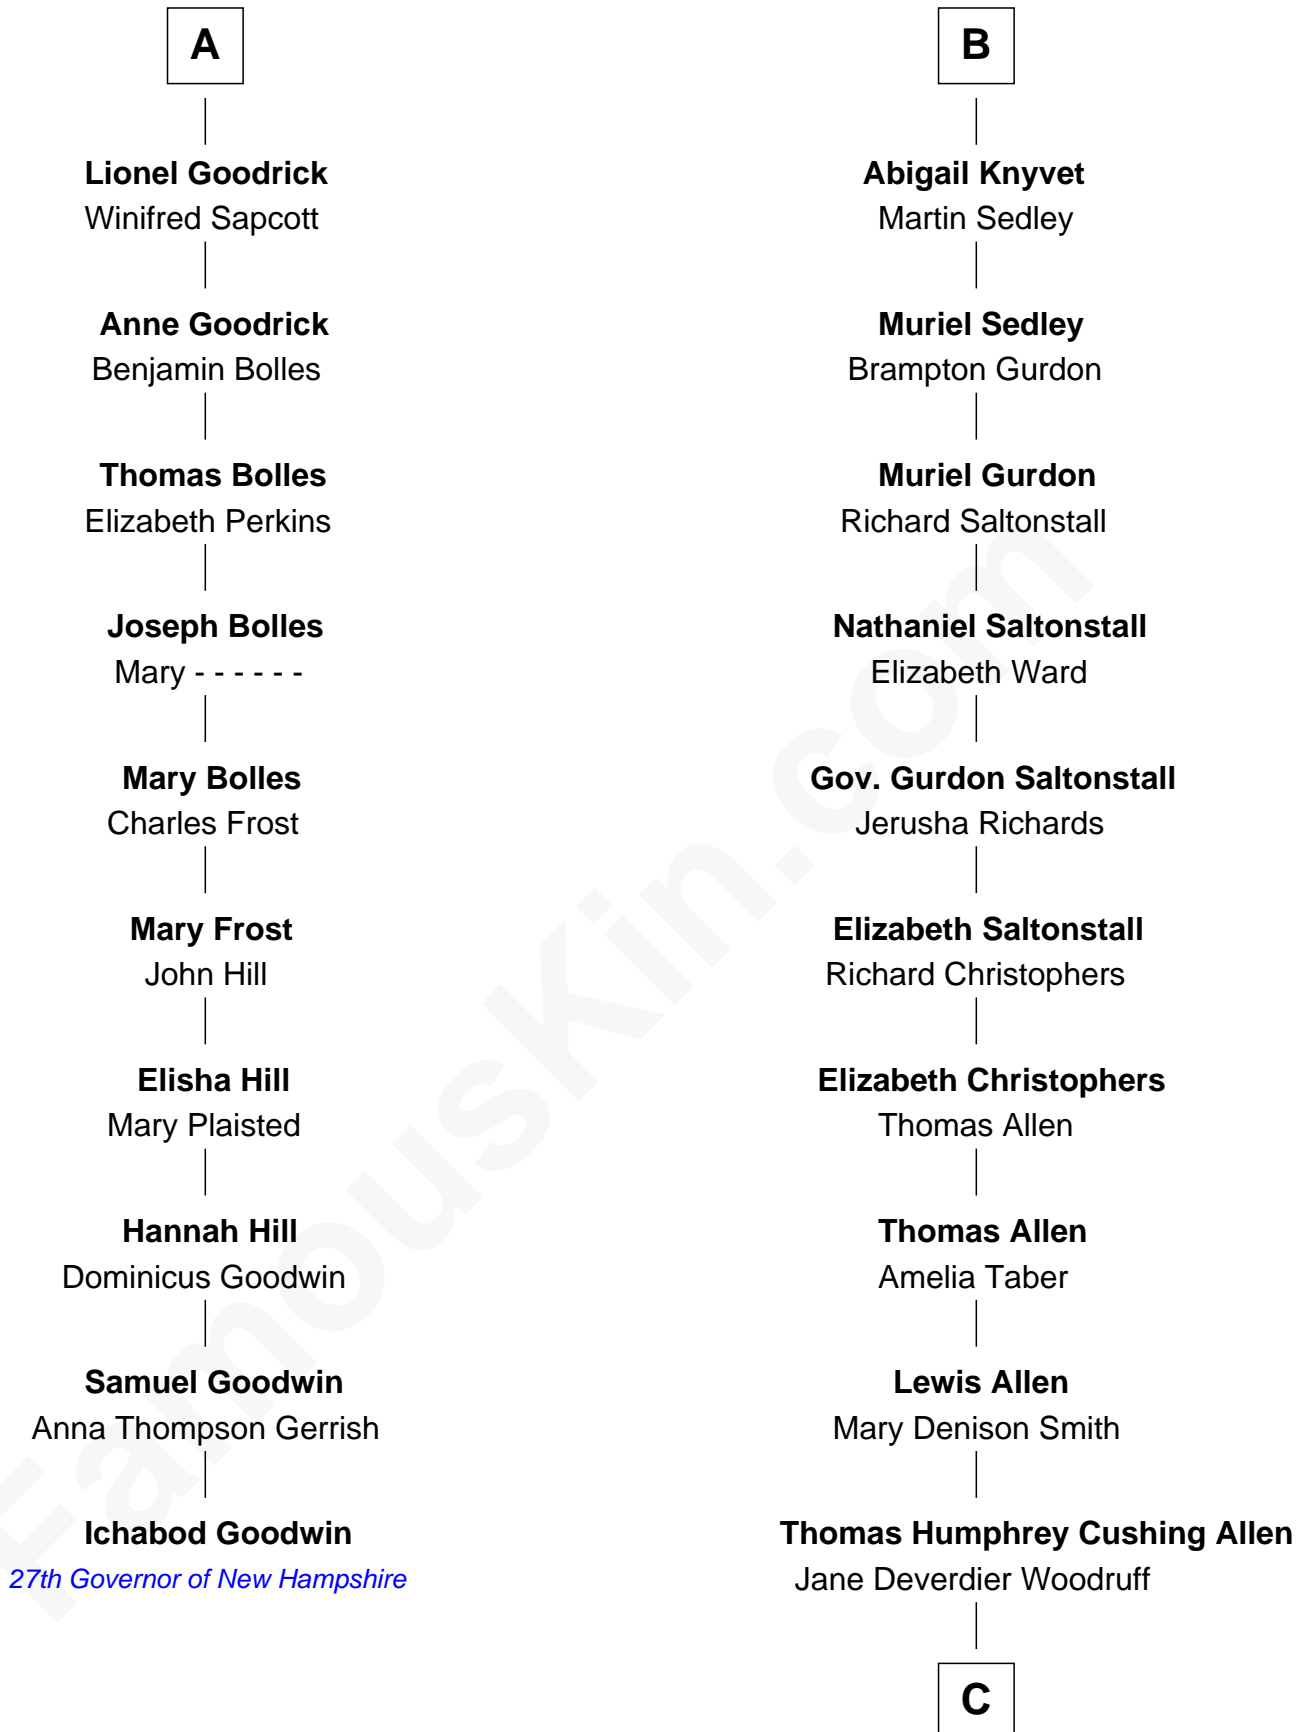 A
Lionel Goodrick
Winifred Sapcott
Anne Goodrick
Benjamin Bolles
Thomas Bolles
Elizabeth Perkins
Joseph Bolles
Mary - - - - - -
Mary Bolles
Charles Frost
Mary Frost
John Hill
Elisha Hill
Mary Plaisted
Hannah Hill
Dominicus Goodwin
Samuel Goodwin
Anna Thompson Gerrish
Ichabod Goodwin
27th Governor of New Hampshire
B
Abigail Knyvet
Martin Sedley
Muriel Sedley
Brampton Gurdon
Muriel Gurdon
Richard Saltonstall
Nathaniel Saltonstall
Elizabeth Ward
Gov. Gurdon Saltonstall
Jerusha Richards
Elizabeth Saltonstall
Richard Christophers
Elizabeth Christophers
Thomas Allen
Thomas Allen
Amelia Taber
Lewis Allen
Mary Denison Smith
Thomas Humphrey Cushing Allen
Jane Deverdier Woodruff
C
FamousKin.com